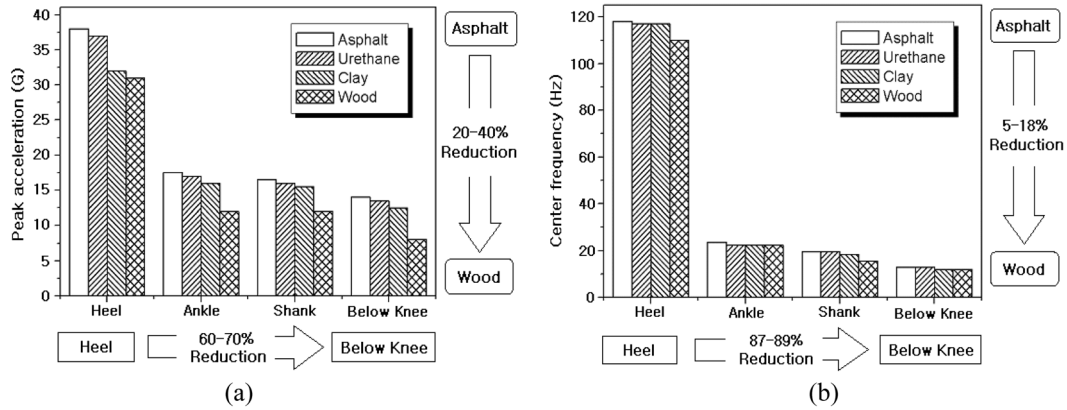 40
35
30
25
20
15
10
5
0
Peak acceleration (G)
Asphalt
Urethane
Clay
Wood
Heel
Ankle
Shank
Below Knee
Asphalt
20-40%
Reduction
Wood
Heel
60-70%
Reduction
Below Knee
(a)
120
100
80
60
40
20
0
Center frequency (Hz)
Asphalt
Urethane
Clay
Wood
Heel
Ankle
Shank
Below Knee
Asphalt
5-18%
Reduction
Wood
Heel
87-89%
Reduction
Below Knee
(b)